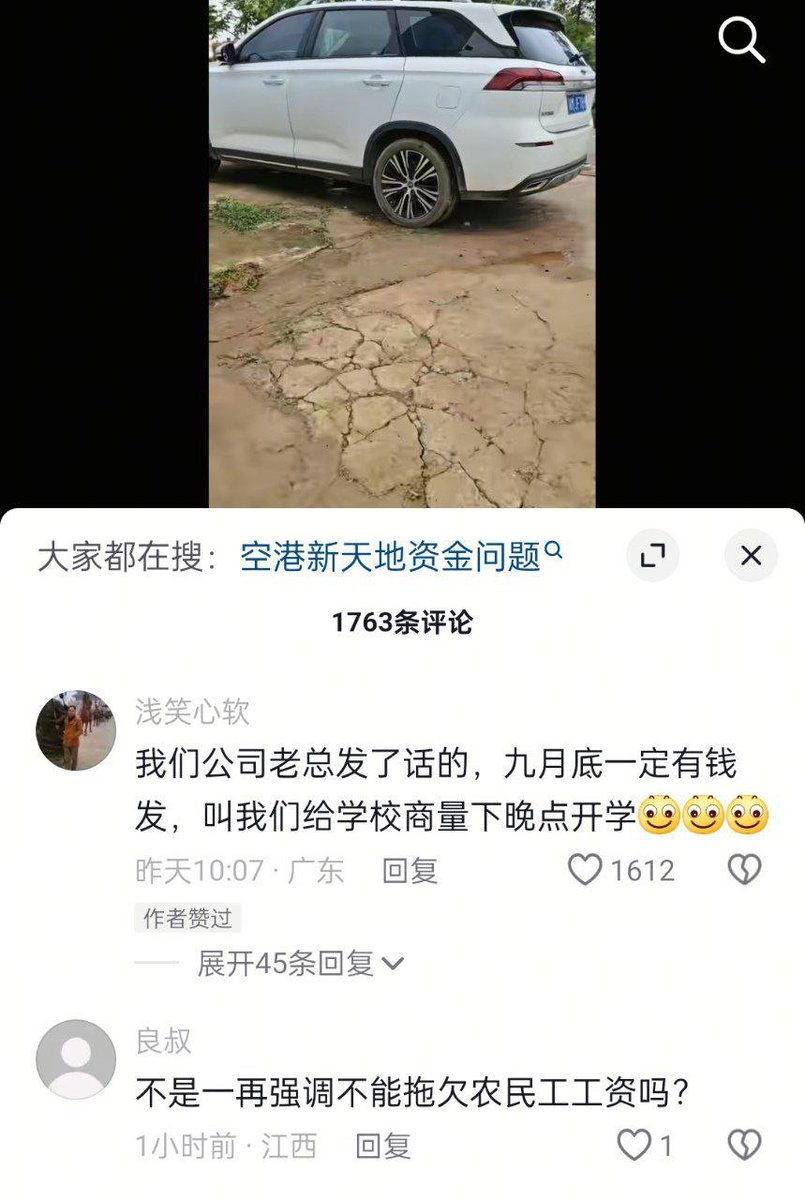 大家都在搜：空港新天地资金问题
1763条评论
浅笑心软
我们公司老总发了话的，九月底一定有钱
发，叫我们给学校商量下晚点开学
昨天10:07 · 广东 回复 1612
作者赞过
展开45条回复
良叔
不是一再强调不能拖欠农民工工资吗？
1小时前 · 江西 回复 1